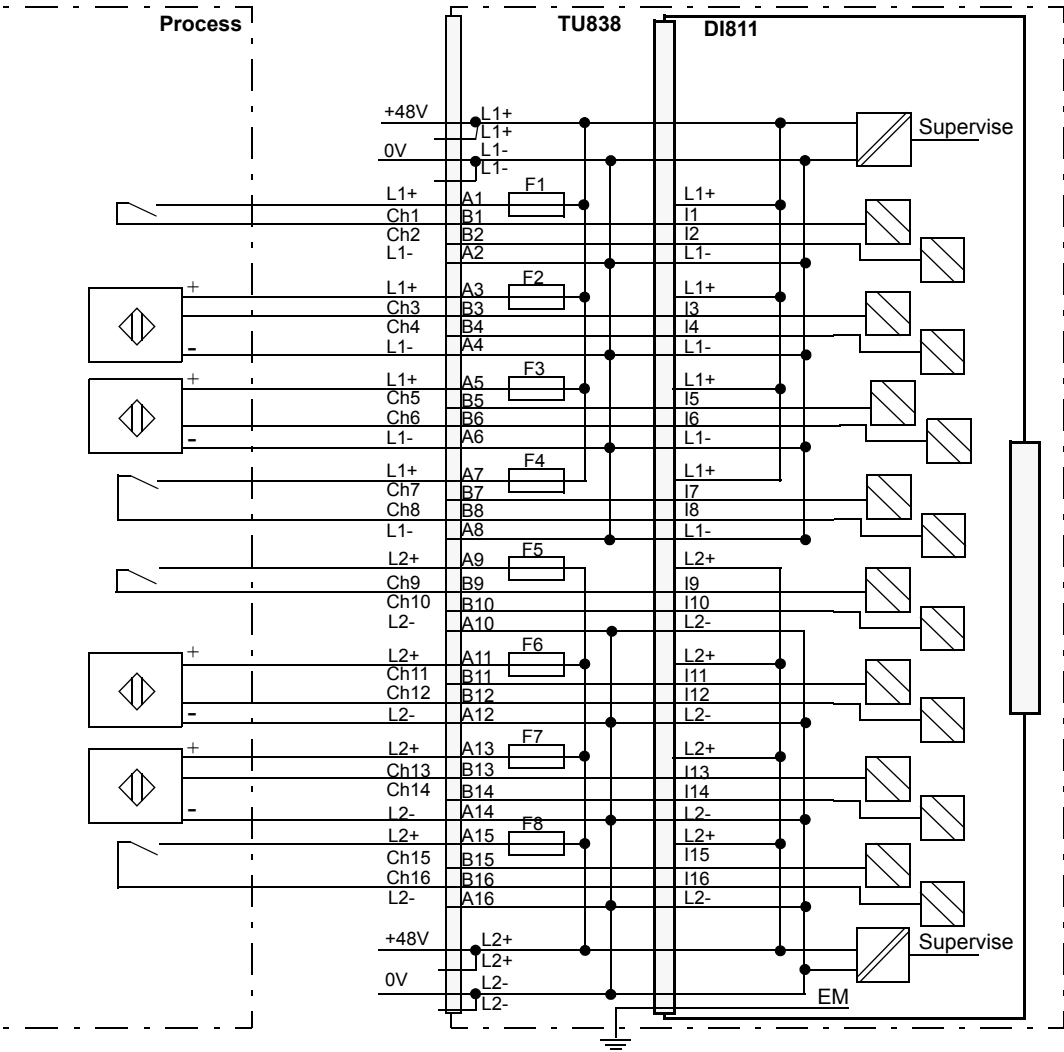 Process TU838 DI811
+48V L1+
L1+ Supervise
0V L1-
L1-
L1+ A1 F1 L1+
Ch1 B1 I1
Ch2 B2 I2
L1- A2 L1-
+ L1+ A3 F2 L1+
Ch3 B3 I3
Ch4 B4 I4
- L1- A4 L1-
+ L1+ A5 F3 L1+
Ch5 B5 I5
Ch6 B6 I6
- L1- A6 L1-
L1+ A7 F4 L1+
Ch7 B7 I7
Ch8 B8 I8
L1- A8 L1-
L2+ A9 F5 L2+
Ch9 B9 I9
Ch10 B10 I10
L2- A10 L2-
+ L2+ A11 F6 L2+
Ch11 B11 I11
Ch12 B12 I12
- L2- A12 L2-
+ L2+ A13 F7 L2+
Ch13 B13 I13
Ch14 B14 I14
- L2- A14 L2-
L2+ A15 F8 L2+
Ch15 B15 I15
Ch16 B16 I16
L2- A16 L2-
+48V L2+ Supervise
L2+
0V L2-
L2- EM